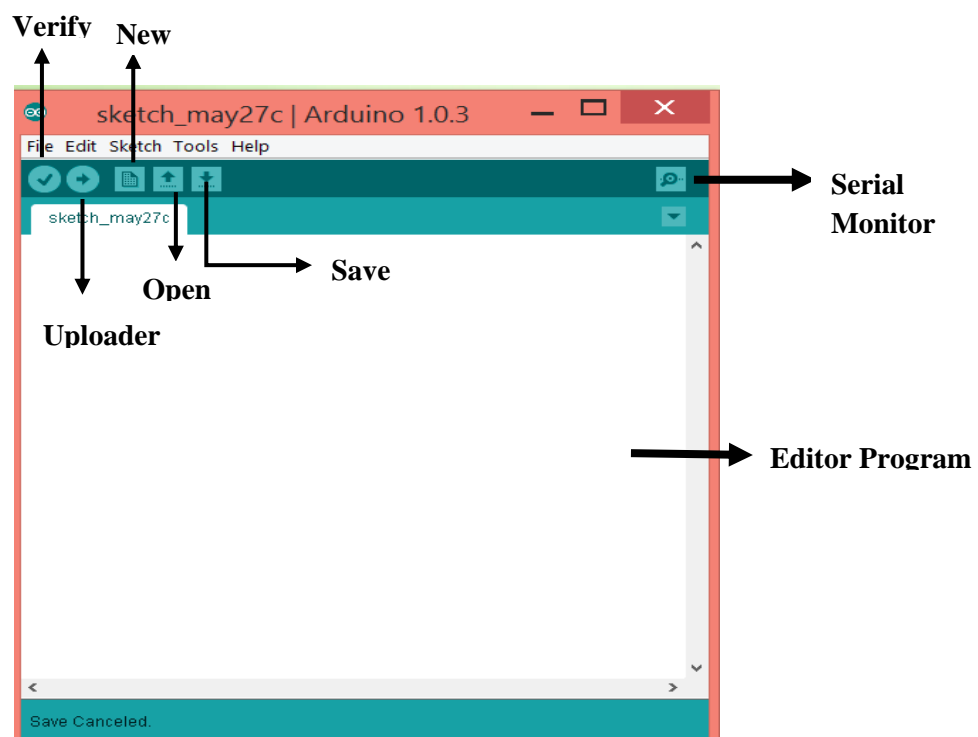 Verify New
sketch_may27c | Arduino 1.0.3
File Edit Sketch Tools Help
sketch_may27c
Serial
Monitor
Save
Open
Uploader
Editor Program
Save Canceled.